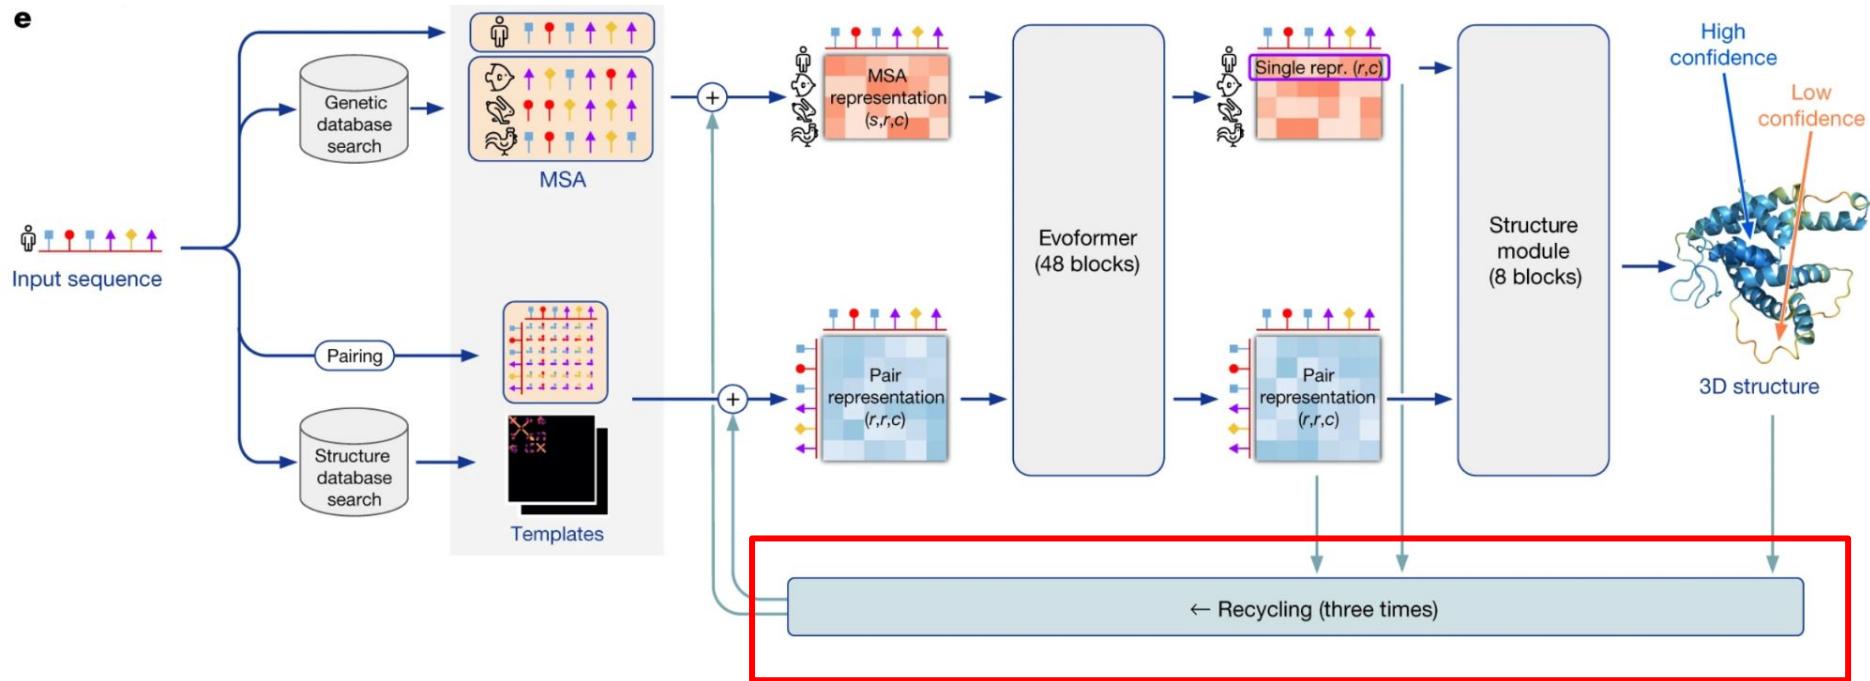 e
Input sequence
Genetic
database
search
Pairing
Structure
database
search
MSA
Templates
+
+
MSA
representation
(s,r,c)
Pair
representation
(r,r,c)
Evoformer
(48 blocks)
Single repr. (r,c)
Pair
representation
(r,r,c)
Structure
module
(8 blocks)
High
confidence
Low
confidence
3D structure
← Recycling (three times)